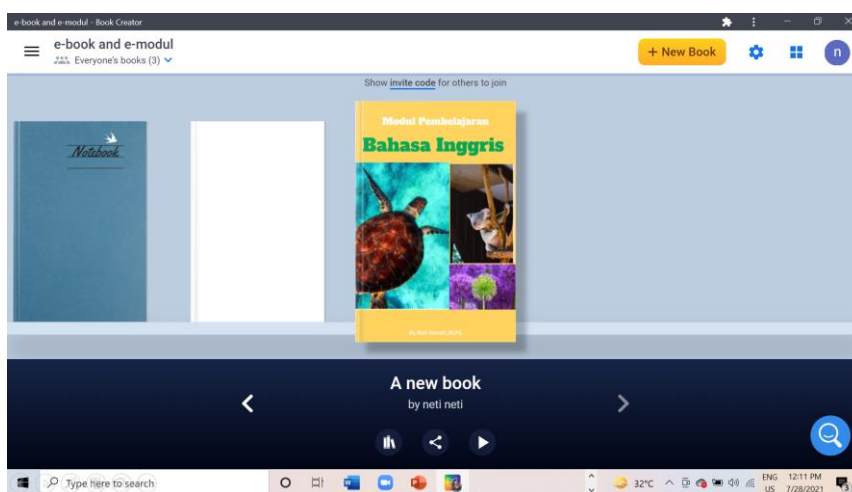 e-book and e-modul - Book Creator
e-book and e-modul
Everyone's books (3)
+ New Book
n
Show invite code for others to join
Notebook
Modul Pembelajaran
Bahasa Inggris
A new book
by neti neti
Type here to search
32°C
ENG
US
12:11 PM
7/28/2021